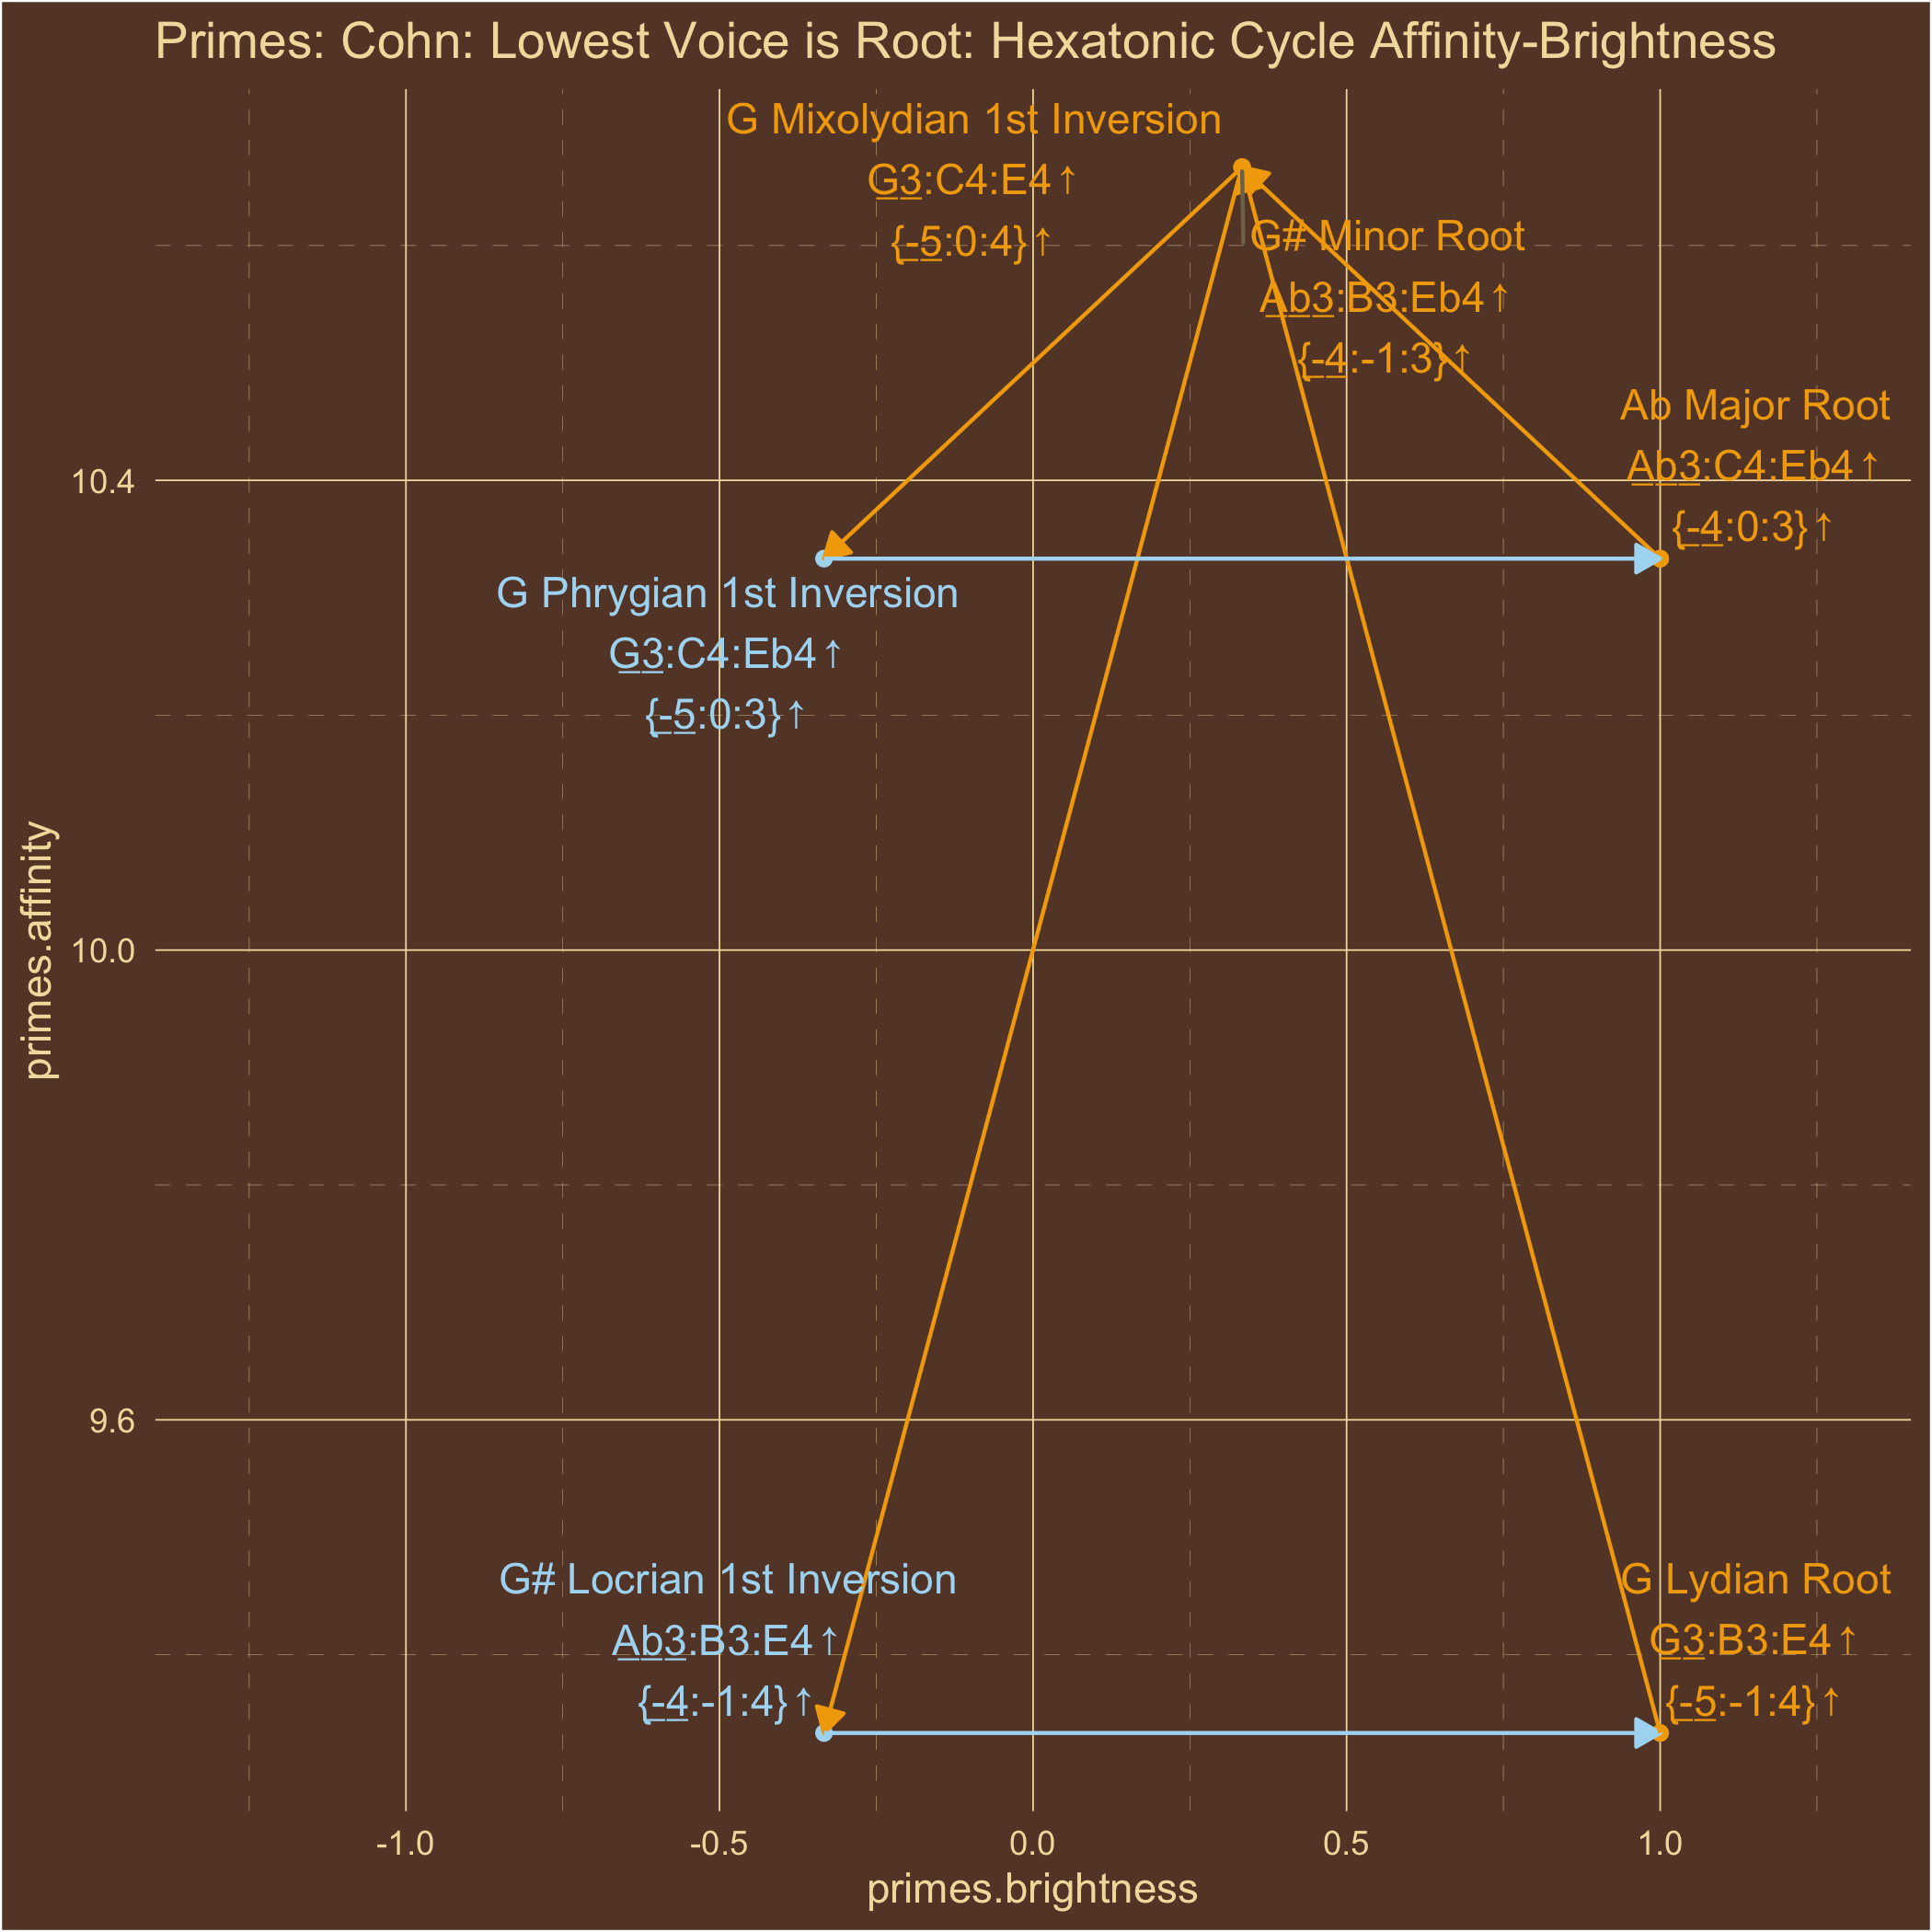 Primes: Cohn: Lowest Voice is Root: Hexatonic Cycle Affinity-Brightness
G Mixolydian 1st Inversion
G3:C4:E4↑
{-5:0:4}↑
G# Minor Root
Ab3:B3:Eb4↑
{-4:-1:3}↑
Ab Major Root
Ab3:C4:Eb4↑
{-4:0:3}↑
G Phrygian 1st Inversion
G3:C4:Eb4↑
{-5:0:3}↑
G# Locrian 1st Inversion
Ab3:B3:E4↑
{-4:-1:4}↑
G Lydian Root
G3:B3:E4↑
{-5:-1:4}↑
primes.affinity
10.4
10.0
9.6
-1.0
-0.5
0.0
0.5
1.0
primes.brightness